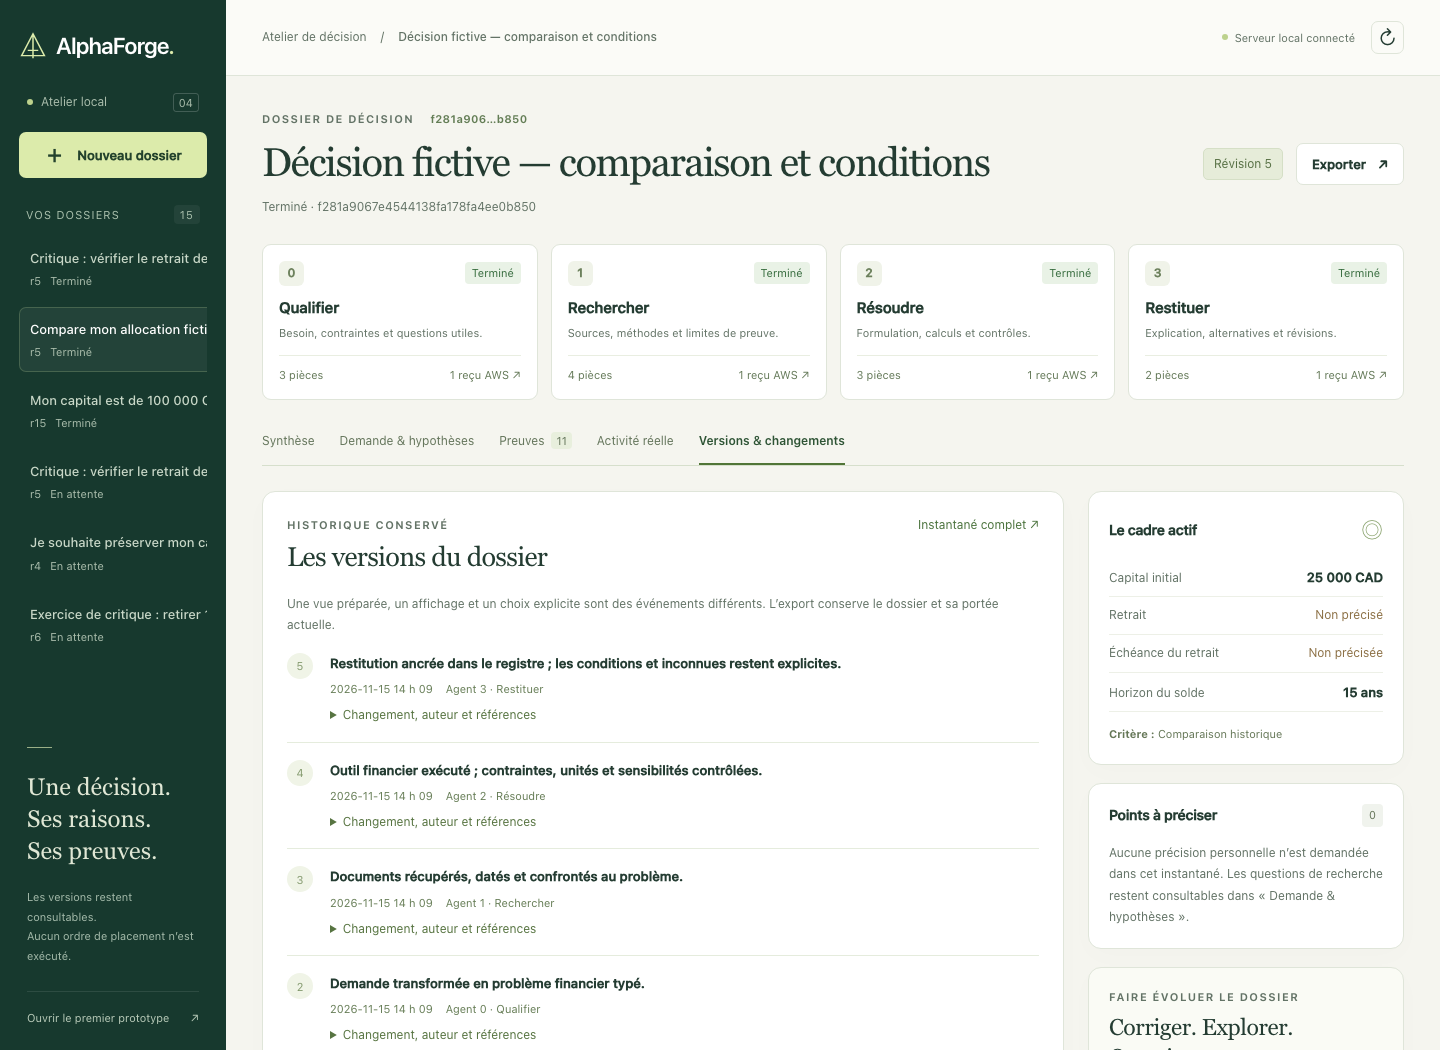 AlphaForge.
Atelier local
04
Nouveau dossier
VOS DOSSIERS
15
Critique : vérifier le retrait de
r5 Terminé
Compare mon allocation ficti
r5 Terminé
Mon capital est de 100 000
r15 Terminé
Critique : vérifier le retrait de
r5 En attente
Je souhaite préserver mon
r4 En attente
Exercice de critique : retirer
r6 En attente
Une décision.
Ses raisons.
Ses preuves.
Les versions restent
consultables.
Aucun ordre de placement n'est
exécuté.
Ouvrir le premier prototype ↗
Atelier de décision / Décision fictive — comparaison et conditions
Serveur local connecté
DOSSIER DE DÉCISION f281a906…b850
Décision fictive — comparaison et conditions
Révision 5
Exporter ↗
Terminé · f281a9067e4544138fa178fa4ee0b850
0
Terminé
Qualifier
Besoin, contraintes et questions utiles.
3 pièces
1 reçu AWS ↗
1
Terminé
Rechercher
Sources, méthodes et limites de preuve.
4 pièces
1 reçu AWS ↗
2
Terminé
Résoudre
Formulation, calculs et contrôles.
3 pièces
1 reçu AWS ↗
3
Terminé
Restituer
Explication, alternatives et révisions.
2 pièces
1 reçu AWS ↗
Synthèse
Demande & hypothèses
Preuves 11
Activité réelle
Versions & changements
HISTORIQUE CONSERVÉ
Instantané complet ↗
Les versions du dossier
Une vue préparée, un affichage et un choix explicite sont des événements différents. L'export conserve le dossier et sa portée
actuelle.
5
Restitution ancrée dans le registre ; les conditions et inconnues restent explicites.
2026-11-15 14 h 09 Agent 3 · Restituer
▶ Changement, auteur et références
4
Outil financier exécuté ; contraintes, unités et sensibilités contrôlées.
2026-11-15 14 h 09 Agent 2 · Résoudre
▶ Changement, auteur et références
3
Documents récupérés, datés et confrontés au problème.
2026-11-15 14 h 09 Agent 1 · Rechercher
▶ Changement, auteur et références
2
Demande transformée en problème financier typé.
2026-11-15 14 h 09 Agent 0 · Qualifier
▶ Changement, auteur et références
Le cadre actif
Capital initial 25 000 CAD
Retrait Non précisé
Échéance du retrait Non précisée
Horizon du solde 15 ans
Critère : Comparaison historique
Points à préciser
0
Aucune précision personnelle n'est demandée
dans cet instantané. Les questions de recherche
restent consultables dans « Demande &
hypothèses ».
FAIRE ÉVOLUER LE DOSSIER
Corriger. Explorer.